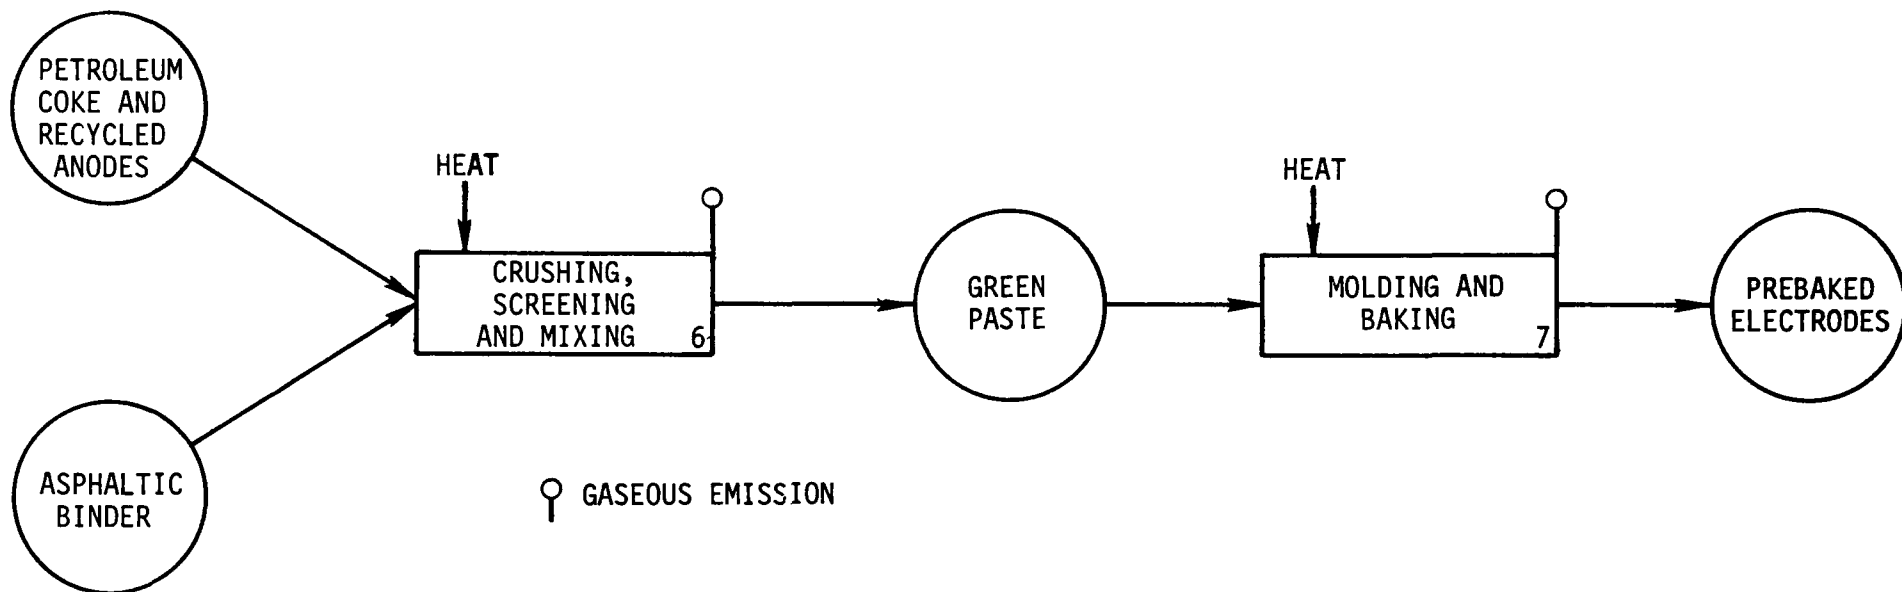 PETROLEUM
COKE AND
RECYCLED
ANODES
HEAT
CRUSHING,
SCREENING
AND MIXING 6
GREEN
PASTE
HEAT
MOLDING AND
BAKING
7
PREBAKED
ELECTRODES
ASPHALTIC
BINDER
GASEOUS EMISSION